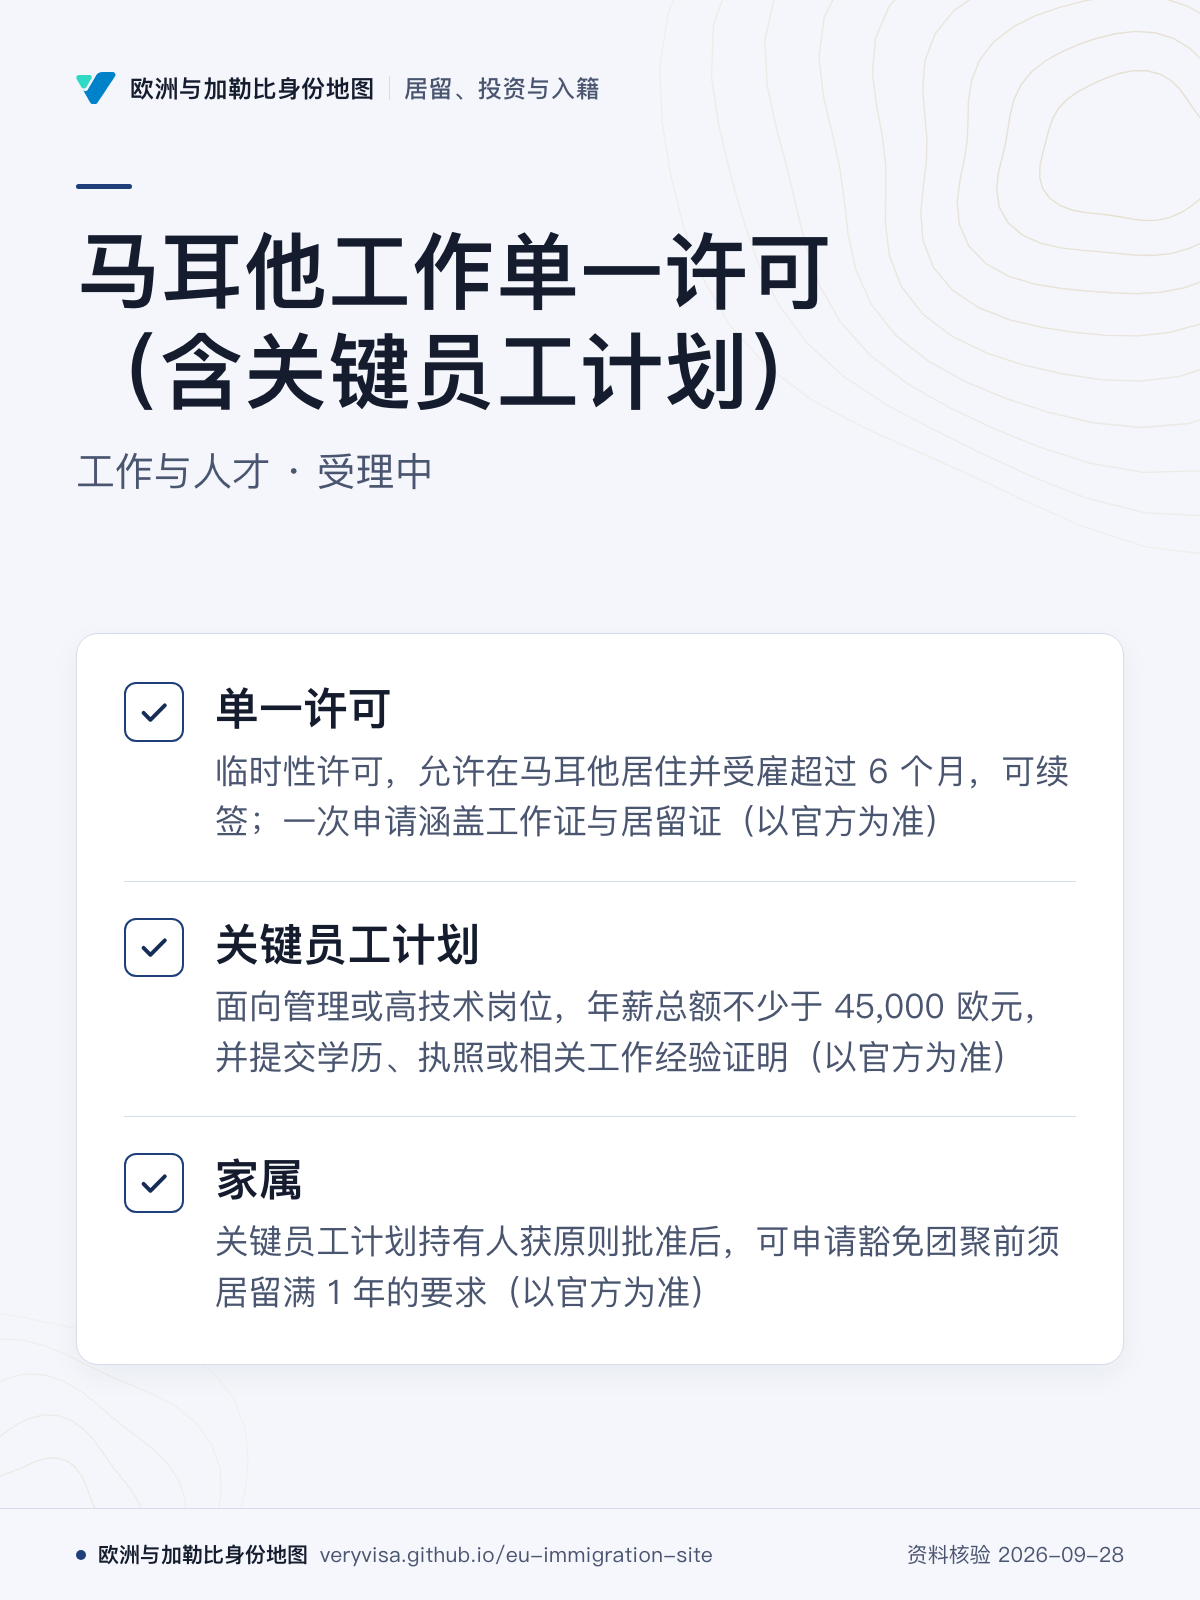 欧洲与加勒比身份地图 居留、投资与入籍
马耳他工作单一许可
（含关键员工计划）
工作与人才 · 受理中
单一许可
临时性许可，允许在马耳他居住并受雇超过 6 个月，可续
签；一次申请涵盖工作证与居留证（以官方为准）
关键员工计划
面向管理或高技术岗位，年薪总额不少于 45,000 欧元，
并提交学历、执照或相关工作经验证明（以官方为准）
家属
关键员工计划持有人获原则批准后，可申请豁免团聚前须
居留满 1 年的要求（以官方为准）
欧洲与加勒比身份地图 veryvisa.github.io/eu-immigration-site 资料核验 2026-09-28